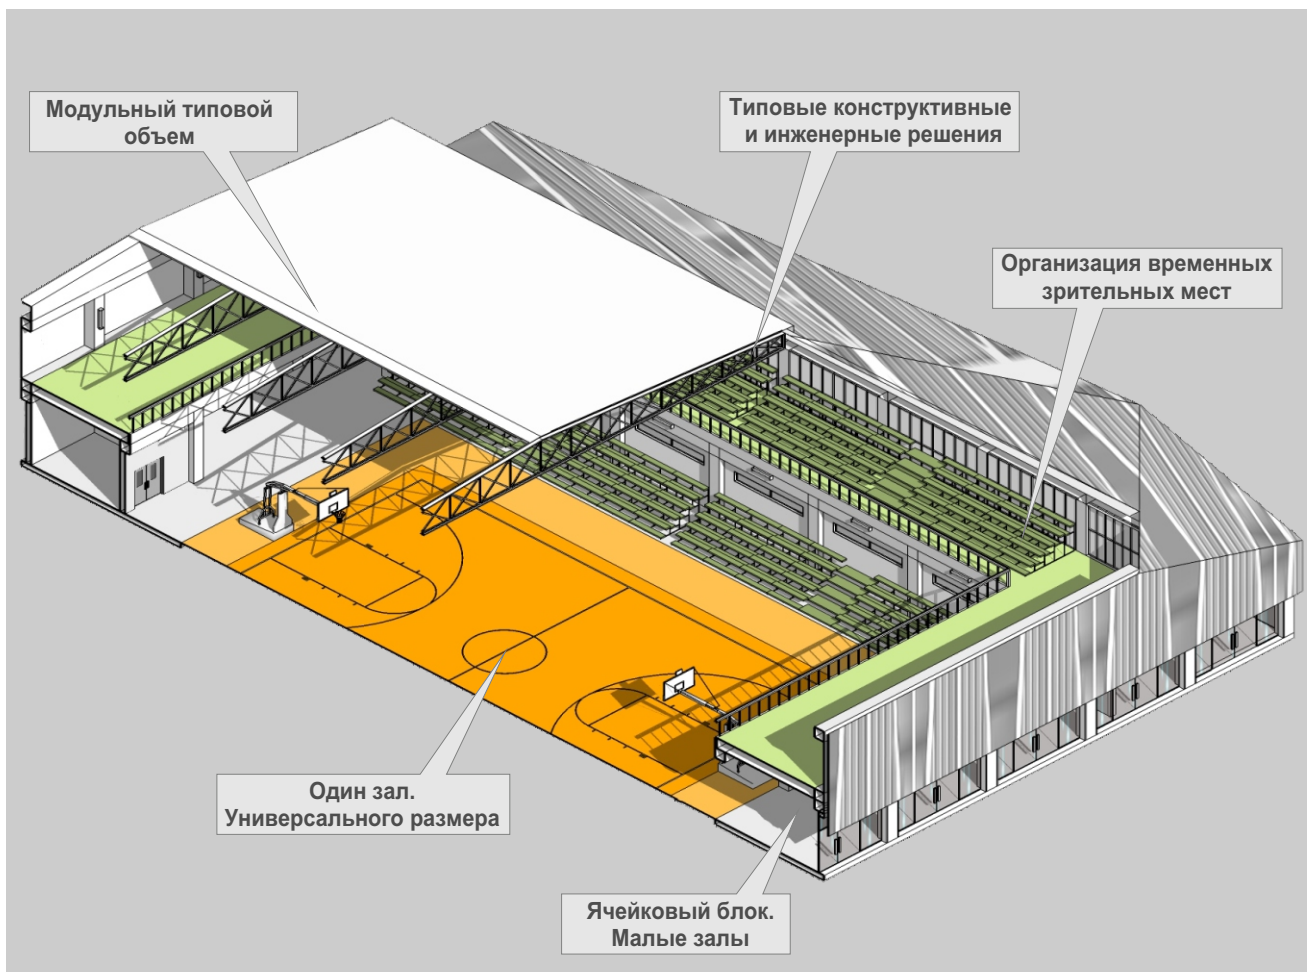 Модульный типовой
объем
Типовые конструктивные
и инженерные решения
Организация временных
зрительных мест
Один зал.
Универсального размера
Ячейковый блок.
Малые залы